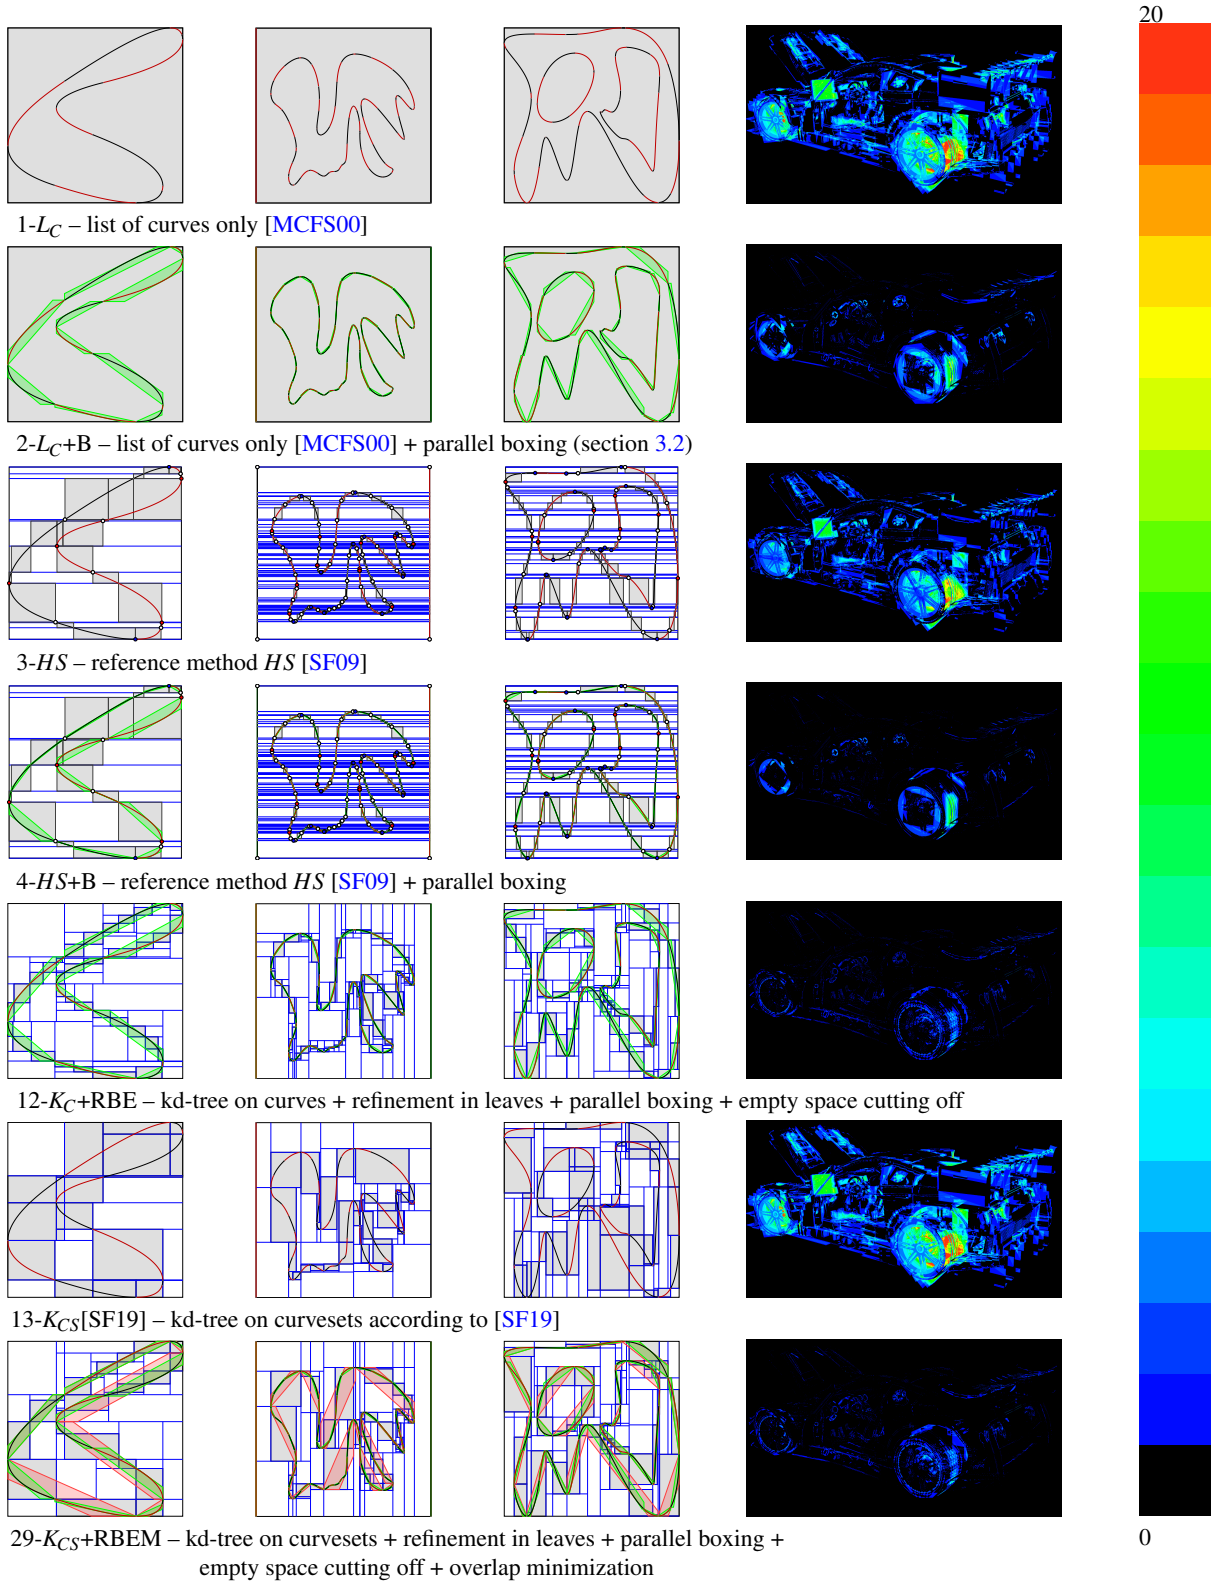 20
1-L_C – list of curves only [MCFS00]
2-L_C+B – list of curves only [MCFS00] + parallel boxing (section 3.2)
3-HS – reference method HS [SF09]
4-HS+B – reference method HS [SF09] + parallel boxing
12-K_C+RBE – kd-tree on curves + refinement in leaves + parallel boxing + empty space cutting off
13-K_CS[SF19] – kd-tree on curvesets according to [SF19]
29-K_CS+RBEM – kd-tree on curvesets + refinement in leaves + parallel boxing +
empty space cutting off + overlap minimization
0